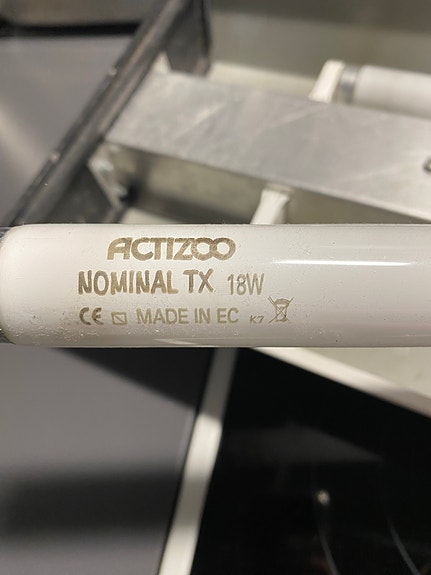 ACTIZOO
NOMINAL TX 18W
CE MADE IN EC K7